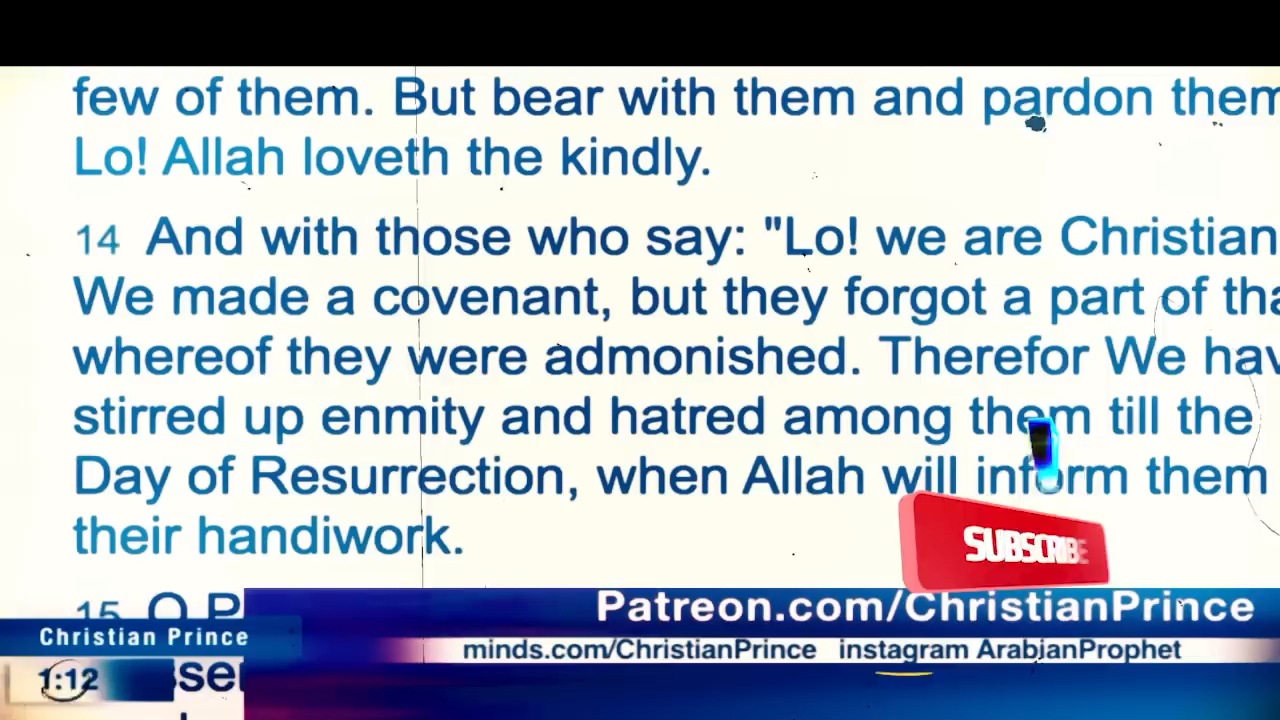 few of them. But bear with them and pardon them
Lo! Allah loveth the kindly.
14 And with those who say: "Lo! we are Christian
We made a covenant, but they forgot a part of tha
whereof they were admonished. Therefor We hav
stirred up enmity and hatred among them till the
Day of Resurrection, when Allah will inform them
their handiwork.
SUBSCRIBE
15 O P
Patreon.com/ChristianPrince
Christian Prince
minds.com/ChristianPrince instagram ArabianProphet
1:12